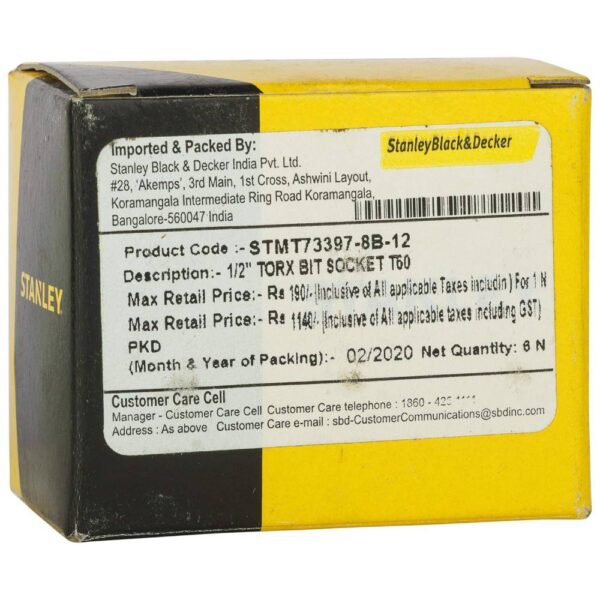 Imported & Packed By:
Stanley Black & Decker India Pvt. Ltd.
#28, 'Akemps', 3rd Main, 1st Cross, Ashwini Layout,
Koramangala Intermediate Ring Road Koramangala,
Bangalore-560047 India
StanleyBlack&Decker
Product Code :- STMT73397-8B-12
Description:- 1/2" TORX BIT SOCKET T60
Max Retail Price:- Rs 190/- (Inclusive of All applicable Taxes includin ) For 1 N
Max Retail Price:- Rs 1140/- (Inclusive of All applicable taxes including GST)
PKD
(Month & Year of Packing):- 02/2020 Net Quantity: 6 N
Customer Care Cell
Manager - Customer Care Cell Customer Care telephone : 1860 -
Address : As above Customer Care e-mail : sbd-CustomerCommunications@sbdinc.com
STANLEY